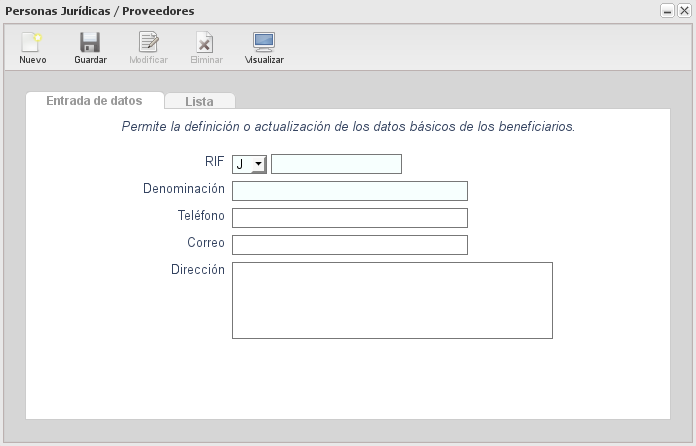 Personas Jurídicas / Proveedores
Nuevo Guardar Modificar Eliminar Visualizar
Entrada de datos Lista
Permite la definición o actualización de los datos básicos de los beneficiarios.
RIF J
Denominación
Teléfono
Correo
Dirección